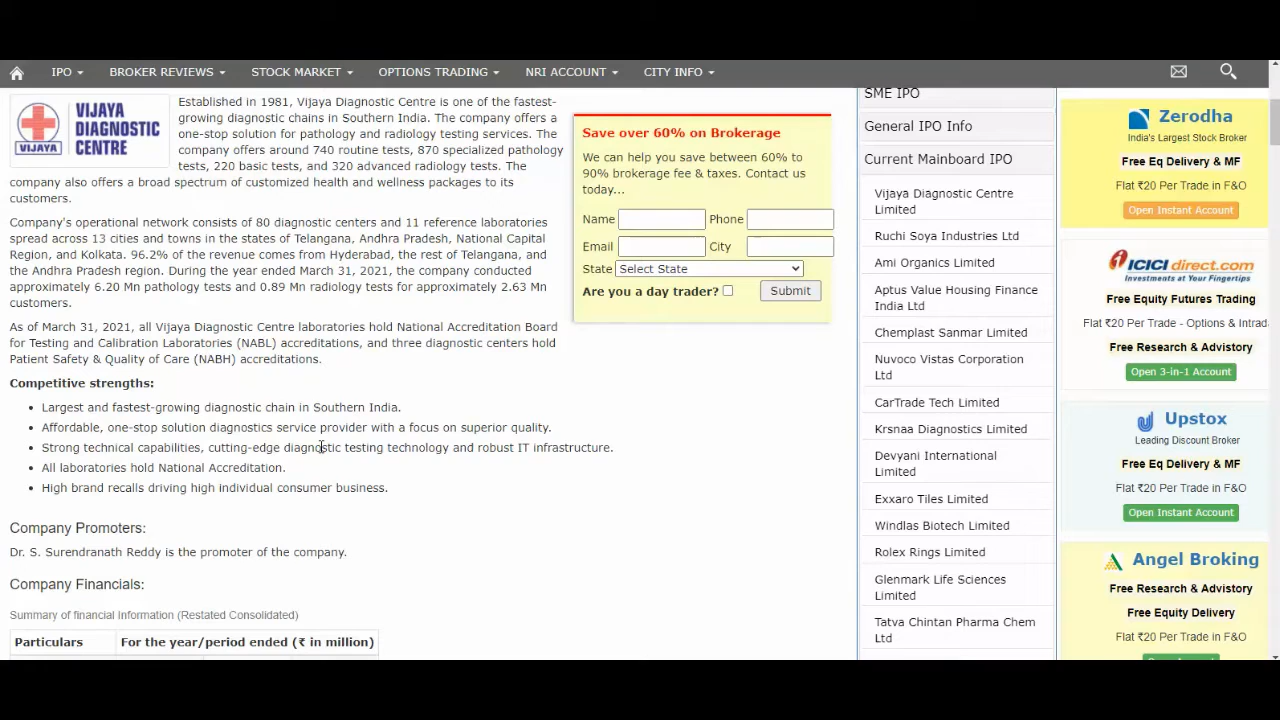 IPO BROKER REVIEWS STOCK MARKET OPTIONS TRADING NRI ACCOUNT CITY INFO
VIJAYA DIAGNOSTIC CENTRE
VIJAYA
Established in 1981, Vijaya Diagnostic Centre is one of the fastest-
growing diagnostic chains in Southern India. The company offers a
one-stop solution for pathology and radiology testing services. The
company offers around 740 routine tests, 870 specialized pathology
tests, 220 basic tests, and 320 advanced radiology tests. The
company also offers a broad spectrum of customized health and wellness packages to its
customers.
Company's operational network consists of 80 diagnostic centers and 11 reference laboratories
spread across 13 cities and towns in the states of Telangana, Andhra Pradesh, National Capital
Region, and Kolkata. 96.2% of the revenue comes from Hyderabad, the rest of Telangana, and
the Andhra Pradesh region. During the year ended March 31, 2021, the company conducted
approximately 6.20 Mn pathology tests and 0.89 Mn radiology tests for approximately 2.67 Mn
customers.
As of March 31, 2021, all Vijaya Diagnostic Centre laboratories hold National Accreditation Board
for Testing and Calibration Laboratories (NABL) accreditations, and three diagnostic centers hold
Patient Safety & Quality of Care (NABH) accreditations.
Competitive strengths:
Largest and fastest-growing diagnostic chain in Southern India.
Affordable, one-stop solution diagnostics service provider with a focus on superior quality.
Strong technical capabilities, cutting-edge diagnostic testing technology and robust IT infrastructure.
All laboratories hold National Accreditation.
High brand recalls driving high individual consumer business.
Company Promoters:
Dr. S. Surendranath Reddy is the promoter of the company.
Company Financials:
Summary of financial Information (Restated Consolidated)
Particulars For the year/period ended (₹ in million)
Save over 60% on Brokerage
We can help you save between 60% to
90% brokerage fee & taxes. Contact us
today...
Name Phone
Email City
State Select State
Are you a day trader? Submit
SME IPO
General IPO Info
Current Mainboard IPO
Vijaya Diagnostic Centre
Limited
Ruchi Soya Industries Ltd
Ami Organics Limited
Aptus Value Housing Finance
India Ltd
Chemplast Sanmar Limited
Nuvoco Vistas Corporation
Ltd
CarTrade Tech Limited
Krsnaa Diagnostics Limited
Devyani International
Limited
Exxaro Tiles Limited
Windlas Biotech Limited
Rolex Rings Limited
Glenmark Life Sciences
Limited
Tatva Chintan Pharma Chem
Ltd
Zerodha
India's Largest Stock Broker
Free Eq Delivery & MF
Flat ₹20 Per Trade in F&O
Open Instant Account
ICICI direct.com
Investments at Your Fingertips
Free Equity Futures Trading
Flat ₹20 Per Trade - Options & Intrad
Free Research & Advistory
Open 3-in-1 Account
Upstox
Leading Discount Broker
Free Eq Delivery & MF
Flat ₹20 Per Trade in F&O
Open Instant Account
Angel Broking
Free Research & Advistory
Free Equity Delivery
Flat ₹20 Per Trade in F&O